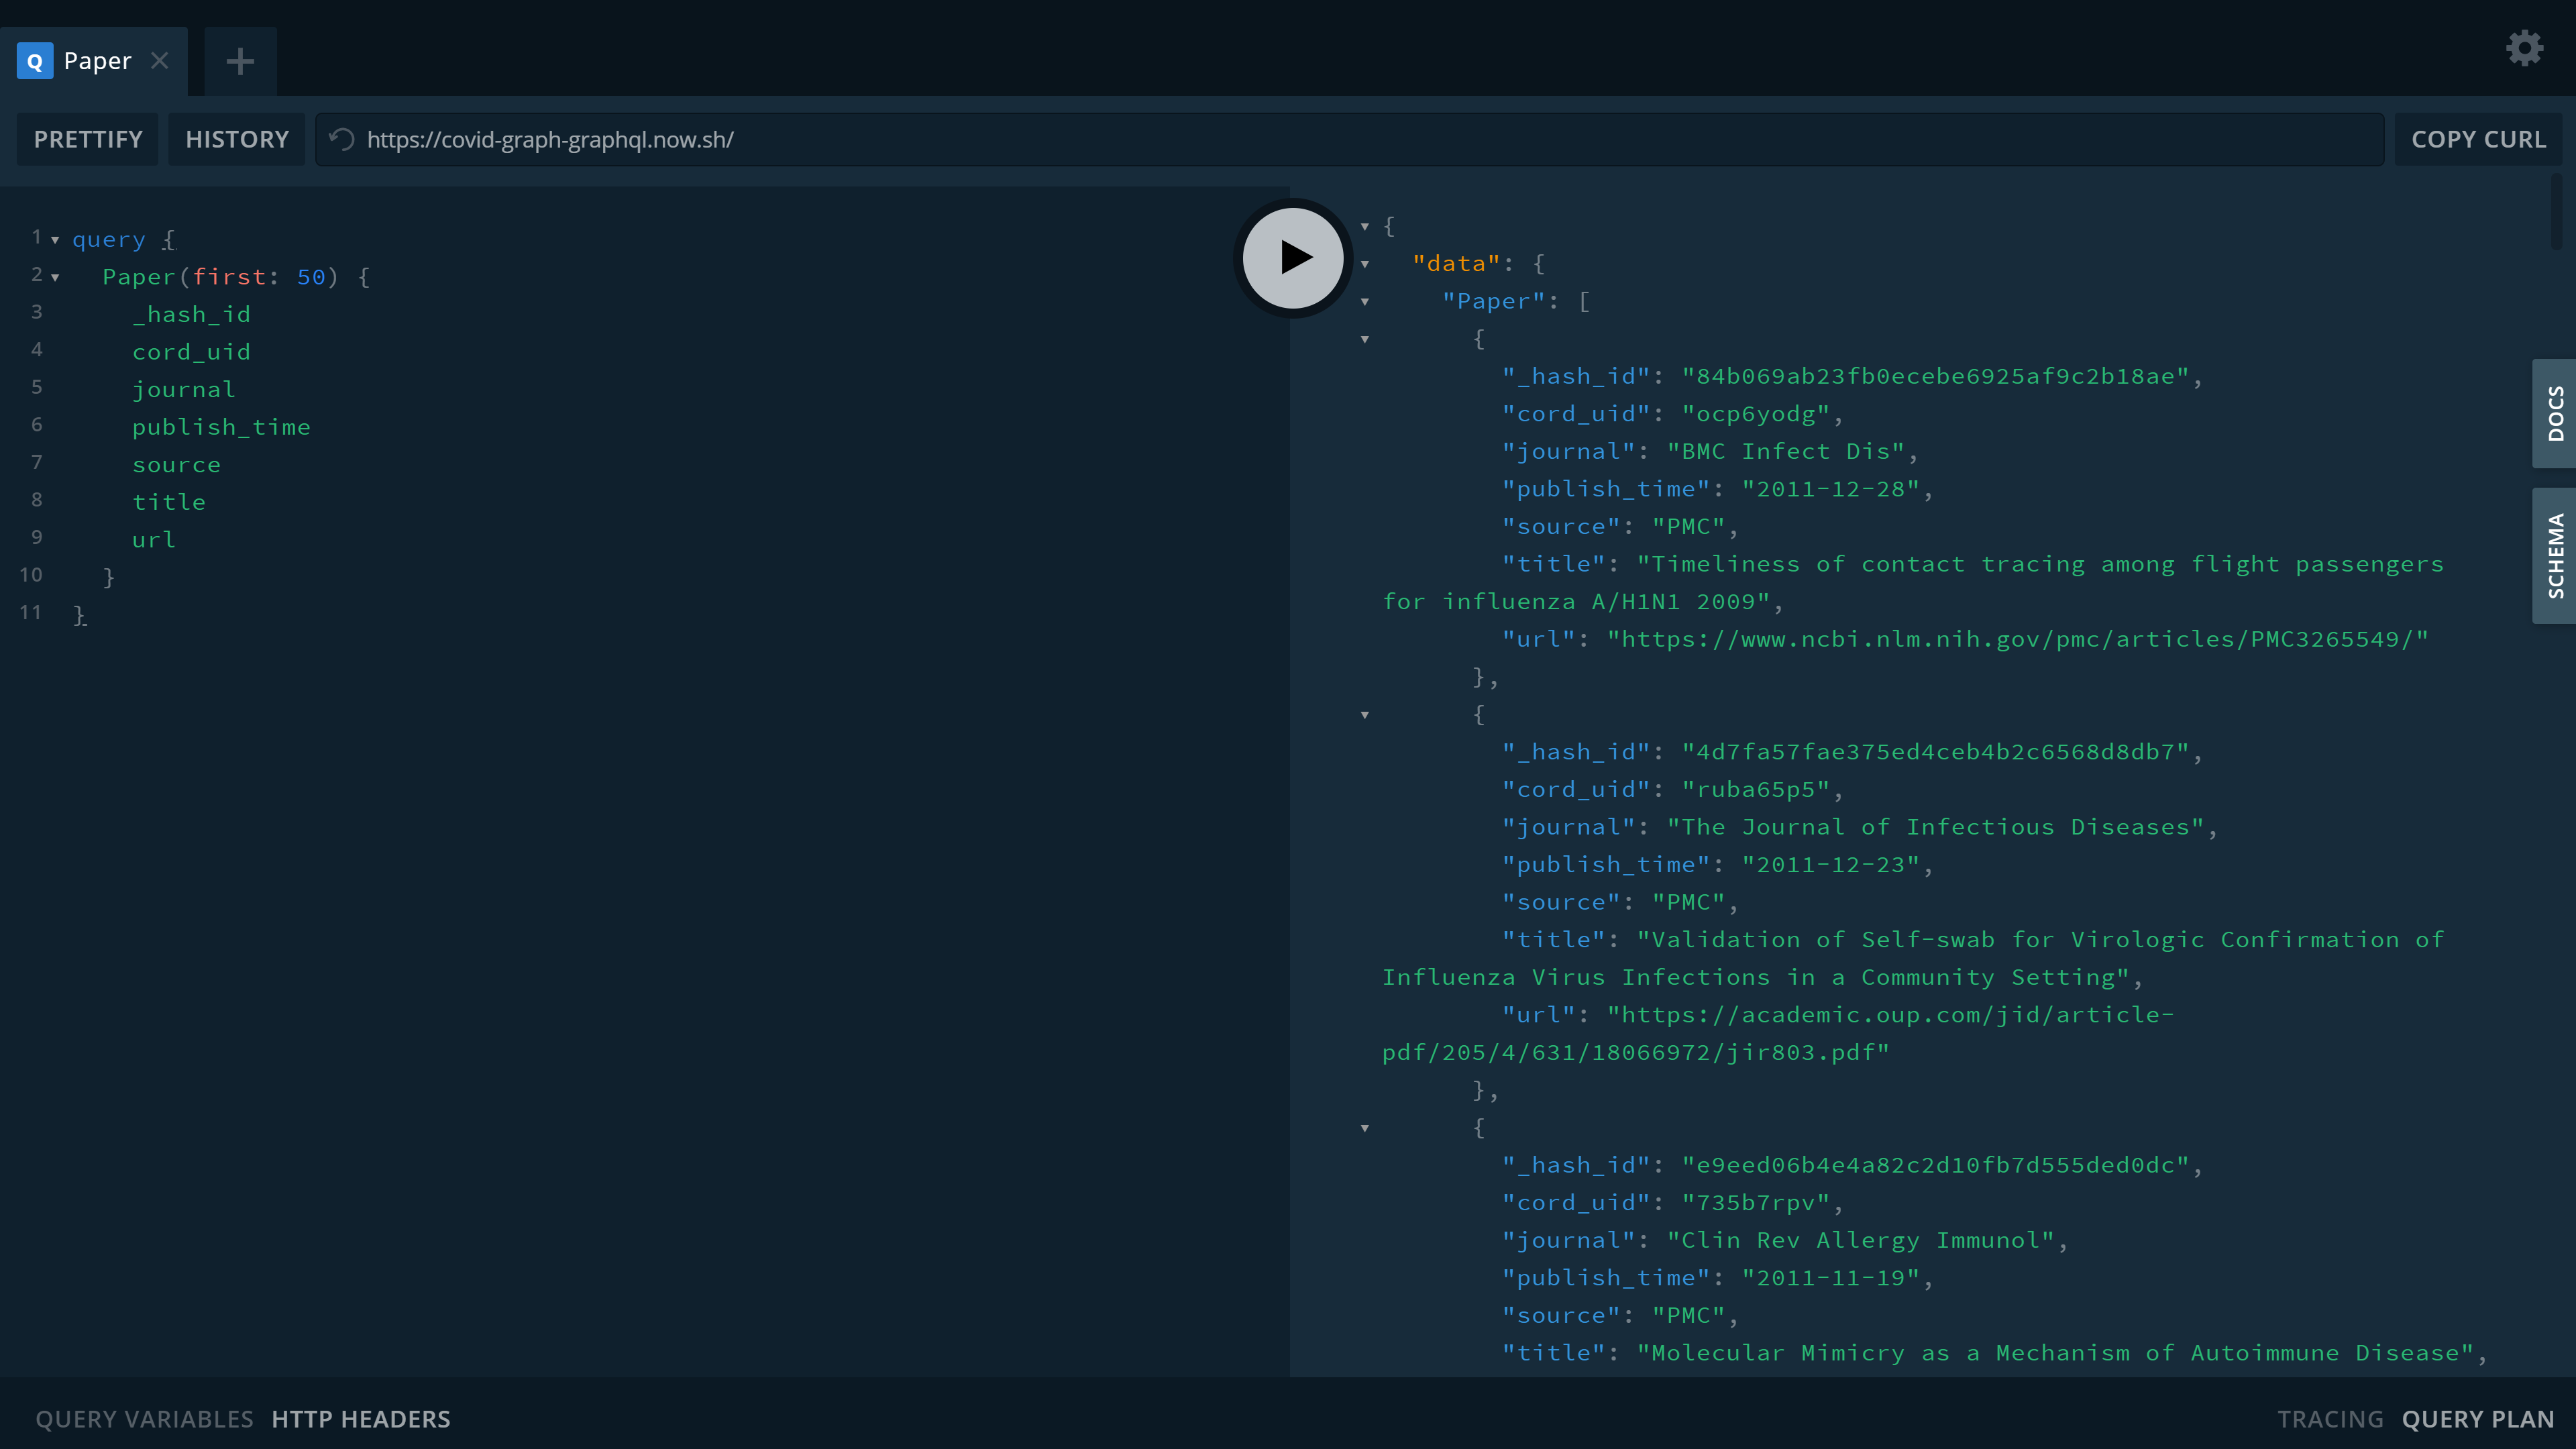 Q Paper
PRETTIFY HISTORY https://covid-graph-graphql.now.sh/ COPY CURL
1 query {
2 Paper(first: 50) {
3 _hash_id
4 cord_uid
5 journal
6 publish_time
7 source
8 title
9 url
10 }
11 }
{
"data": {
"Paper": [
{
"_hash_id": "84b069ab23fb0ecebe6925af9c2b18ae",
"cord_uid": "ocp6yodg",
"journal": "BMC Infect Dis",
"publish_time": "2011-12-28",
"source": "PMC",
"title": "Timeliness of contact tracing among flight passengers
for influenza A/H1N1 2009",
"url": "https://www.ncbi.nlm.nih.gov/pmc/articles/PMC3265549/"
},
{
"_hash_id": "4d7fa57fae375ed4ceb4b2c6568d8db7",
"cord_uid": "ruba65p5",
"journal": "The Journal of Infectious Diseases",
"publish_time": "2011-12-23",
"source": "PMC",
"title": "Validation of Self-swab for Virologic Confirmation of
Influenza Virus Infections in a Community Setting",
"url": "https://academic.oup.com/jid/article-
pdf/205/4/631/18066972/jir803.pdf"
},
{
"_hash_id": "e9eed06b4e4a82c2d10fb7d555ded0dc",
"cord_uid": "735b7rpv",
"journal": "Clin Rev Allergy Immunol",
"publish_time": "2011-11-19",
"source": "PMC",
"title": "Molecular Mimicry as a Mechanism of Autoimmune Disease",
DOCS
SCHEMA
QUERY VARIABLES HTTP HEADERS
TRACING QUERY PLAN